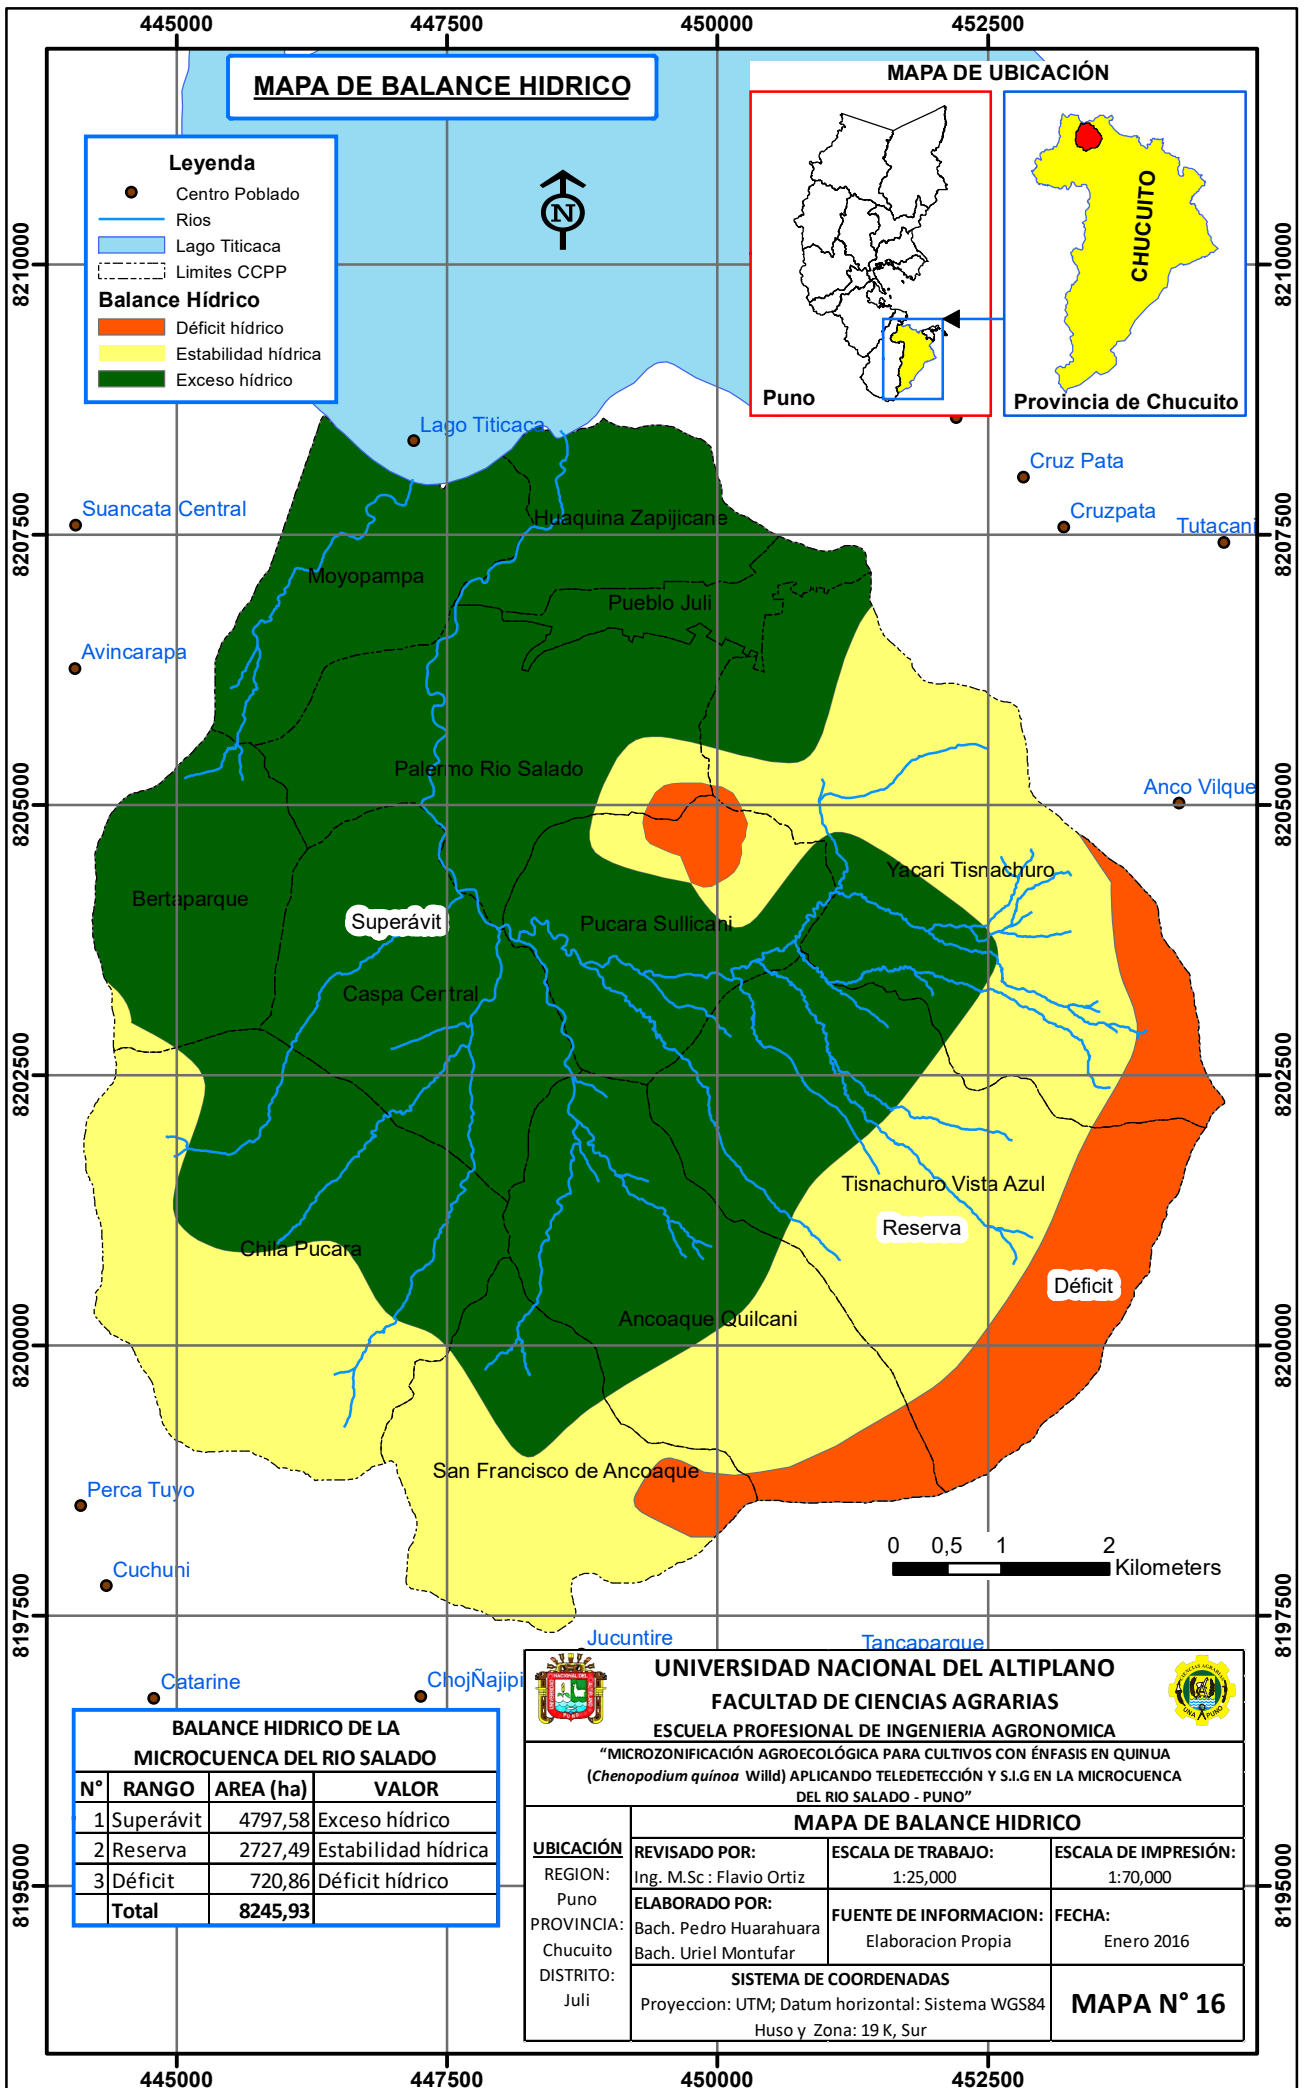 445000
447500
450000
452500
MAPA DE BALANCE HIDRICO
MAPA DE UBICACIÓN
Leyenda
Centro Poblado
Rios
Lago Titicaca
Limites CCPP
Balance Hídrico
Déficit hídrico
Estabilidad hídrica
Exceso hídrico
N
Puno
CHUCUITO
Provincia de Chucuito
8210000
8210000
Lago Titicaca
Cruz Pata
Suancata Central
Cruzpata
Huaquina Zapijicane
Tutacani
8207500
8207500
Moyopampa
Pueblo Juli
Avincarapa
Palermo Rio Salado
Anco Vilque
8205000
8205000
Yacari Tisnachuro
Bertaparque
Superávit
Pucara Sullicani
Caspa Central
8202500
8202500
Tisnachuro Vista Azul
Reserva
Chila Pucara
Déficit
Ancoaque Quilcani
8200000
8200000
San Francisco de Ancoaque
Perca Tuyo
0 0,5 1 2
Kilometers
Cuchuni
8197500
8197500
Jucuntire
Tancaparque
Catarine
ChojÑajipi
BALANCE HIDRICO DE LA
MICROCUENCA DEL RIO SALADO
N° RANGO AREA (ha) VALOR
1 Superávit 4797,58 Exceso hídrico
2 Reserva 2727,49 Estabilidad hídrica
3 Déficit 720,86 Déficit hídrico
Total 8245,93
8195000
8195000
UNIVERSIDAD NACIONAL DEL ALTIPLANO
FACULTAD DE CIENCIAS AGRARIAS
ESCUELA PROFESIONAL DE INGENIERIA AGRONOMICA
“MICROZONIFICACIÓN AGROECOLÓGICA PARA CULTIVOS CON ÉNFASIS EN QUINUA
(Chenopodium quínoa Willd) APLICANDO TELEDETECCIÓN Y S.I.G EN LA MICROCUENCA
DEL RIO SALADO - PUNO”
MAPA DE BALANCE HIDRICO
UBICACIÓN
REGION:
Puno
PROVINCIA:
Chucuito
DISTRITO:
Juli
REVISADO POR:
Ing. M.Sc : Flavio Ortiz
ESCALA DE TRABAJO:
1:25,000
ESCALA DE IMPRESIÓN:
1:70,000
ELABORADO POR:
Bach. Pedro Huarahuara
Bach. Uriel Montufar
FUENTE DE INFORMACION:
Elaboracion Propia
FECHA:
Enero 2016
SISTEMA DE COORDENADAS
Proyeccion: UTM; Datum horizontal: Sistema WGS84
Huso y Zona: 19 K, Sur
MAPA N° 16
445000
447500
450000
452500